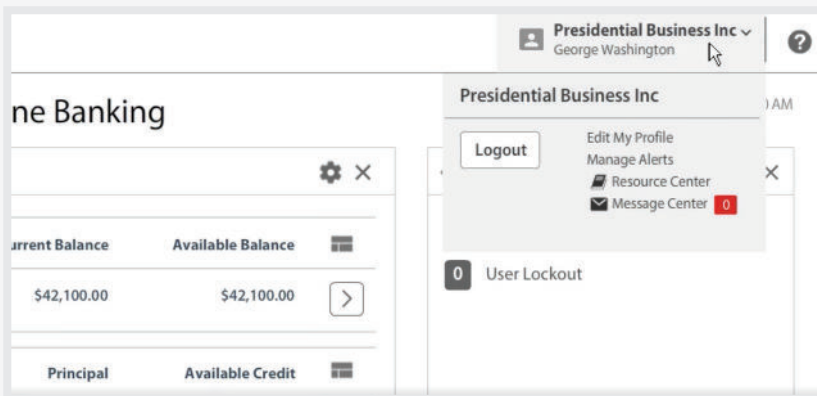 Presidential Business Inc
George Washington
ne Banking
Presidential Business Inc
AM
Logout
Edit My Profile
Manage Alerts
Resource Center
Message Center 0
urrent Balance Available Balance
0 User Lockout
$42,100.00 $42,100.00
Principal Available Credit